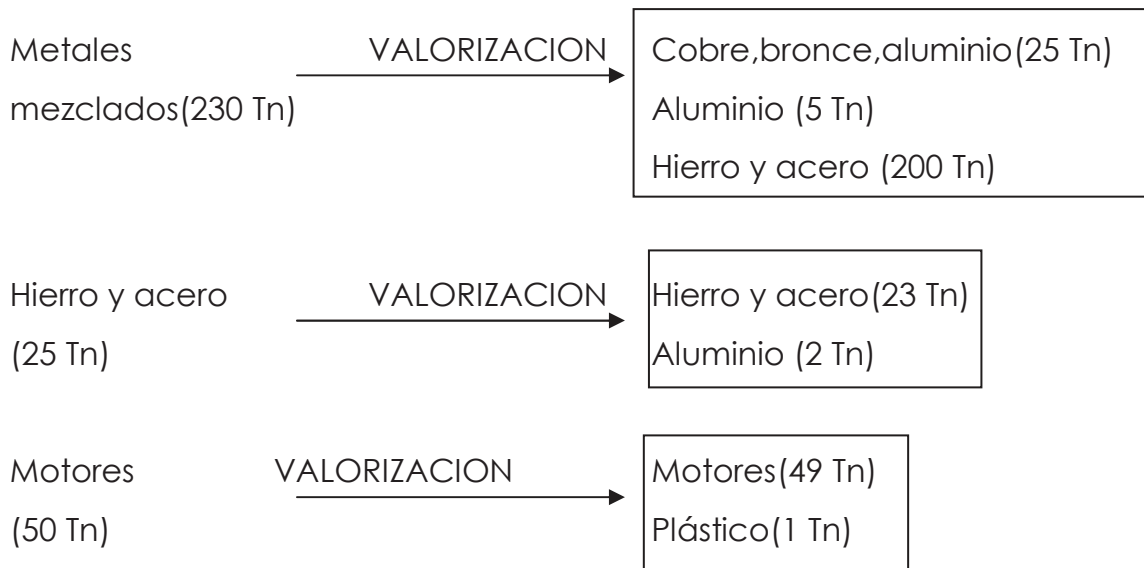 Metales VALORIZACION Cobre,bronce,aluminio(25 Tn)
mezclados(230 Tn) Aluminio (5 Tn)
Hierro y acero (200 Tn)
Hierro y acero VALORIZACION Hierro y acero(23 Tn)
(25 Tn) Aluminio (2 Tn)
Motores VALORIZACION Motores(49 Tn)
(50 Tn) Plástico(1 Tn)